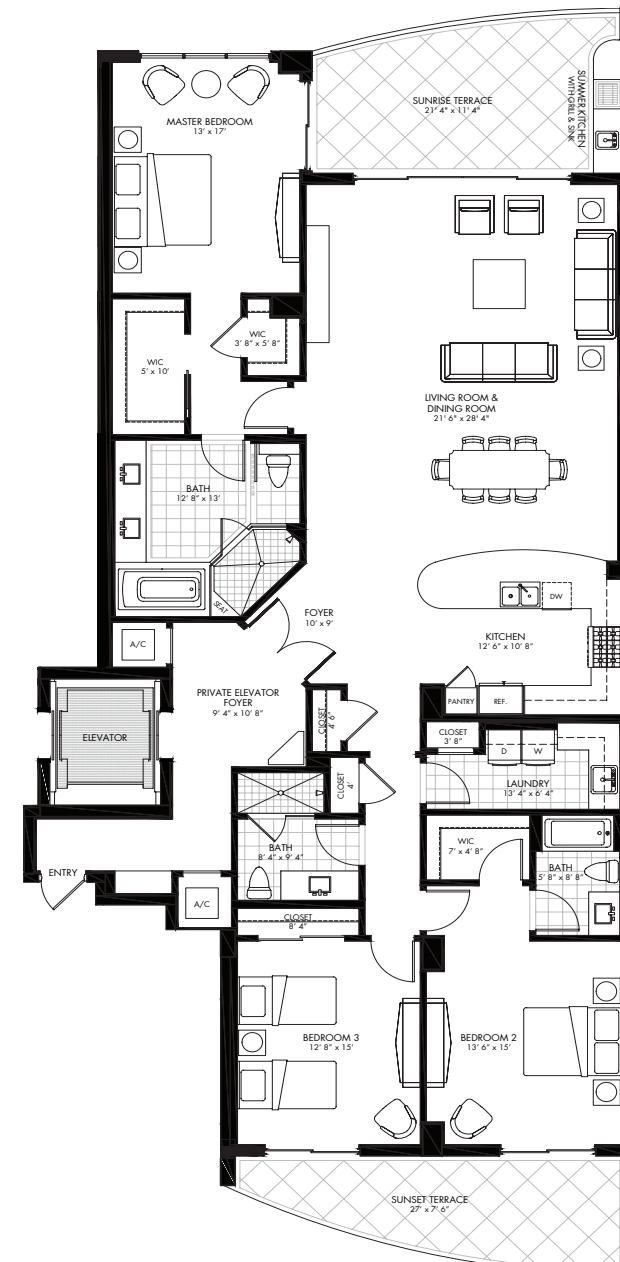 SUNRISE TERRACE
21' 4" x 11' 4"
SUMMER KITCHEN
WITH GRILL & SINK
MASTER BEDROOM
13' x 17'
WIC
3' 8" x 5' 8"
WIC
5' x 10'
LIVING ROOM &
DINING ROOM
21' 6" x 28' 4"
BATH
12' 8" x 13'
SEAT
DW
FOYER
10' x 9'
KITCHEN
12' 6" x 10' 8"
A/C
PRIVATE ELEVATOR
FOYER
9' 4" x 10' 8"
PANTRY
REF.
ELEVATOR
CLOSET
4' 6"
CLOSET
3' 8"
D
W
CLOSET
4'
LAUNDRY
13' 4" x 6' 4"
BATH
8' 4" x 9' 4"
WIC
7' x 4' 8"
BATH
5' 8" x 8' 8"
ENTRY
A/C
CLOSET
8' 4"
BEDROOM 3
12' 8" x 15'
BEDROOM 2
13' 6" x 15'
SUNSET TERRACE
27' x 7' 6"